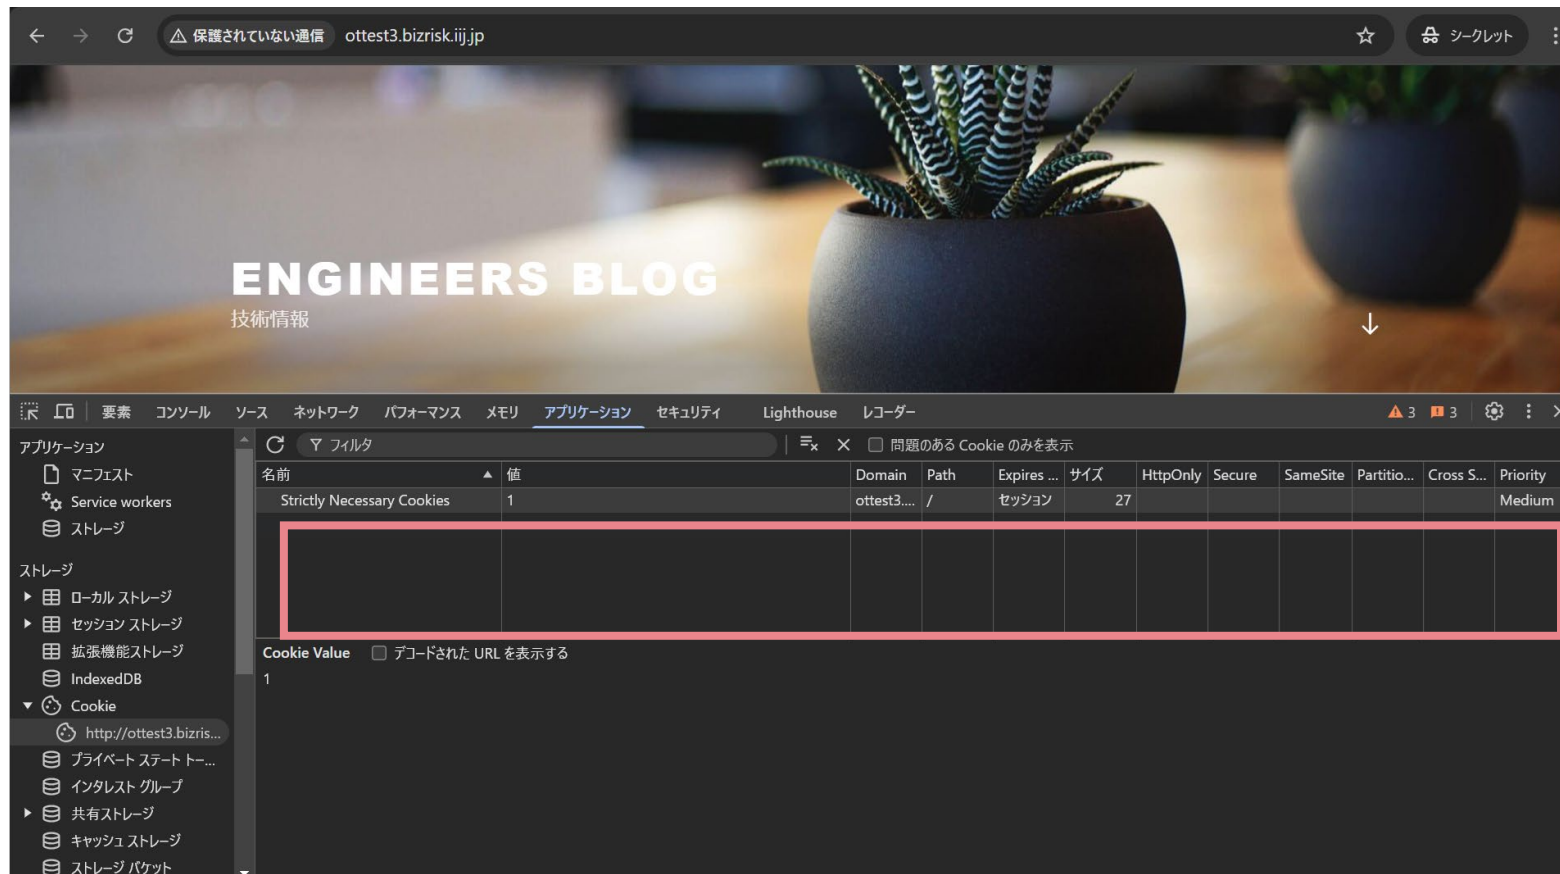 保護されていない通信 ottest3.bizrisk.iij.jp シークレット
ENGINEERS BLOG
技術情報
要素 コンソール ソース ネットワーク パフォーマンス メモリ アプリケーション セキュリティ Lighthouse レコーダー 3 3
アプリケーション
マニフェスト
Service workers
ストレージ
ストレージ
ローカル ストレージ
セッション ストレージ
拡張機能ストレージ
IndexedDB
Cookie
http://ottest3.bizris...
プライベート ステート トー...
インタレスト グループ
共有ストレージ
キャッシュ ストレージ
ストレージ バケット
フィルタ 問題のある Cookie のみを表示
名前 値 Domain Path Expires ... サイズ HttpOnly Secure SameSite Partitio... Cross S... Priority
Strictly Necessary Cookies 1 ottest3.... / セッション 27 Medium
Cookie Value デコードされた URL を表示する
1